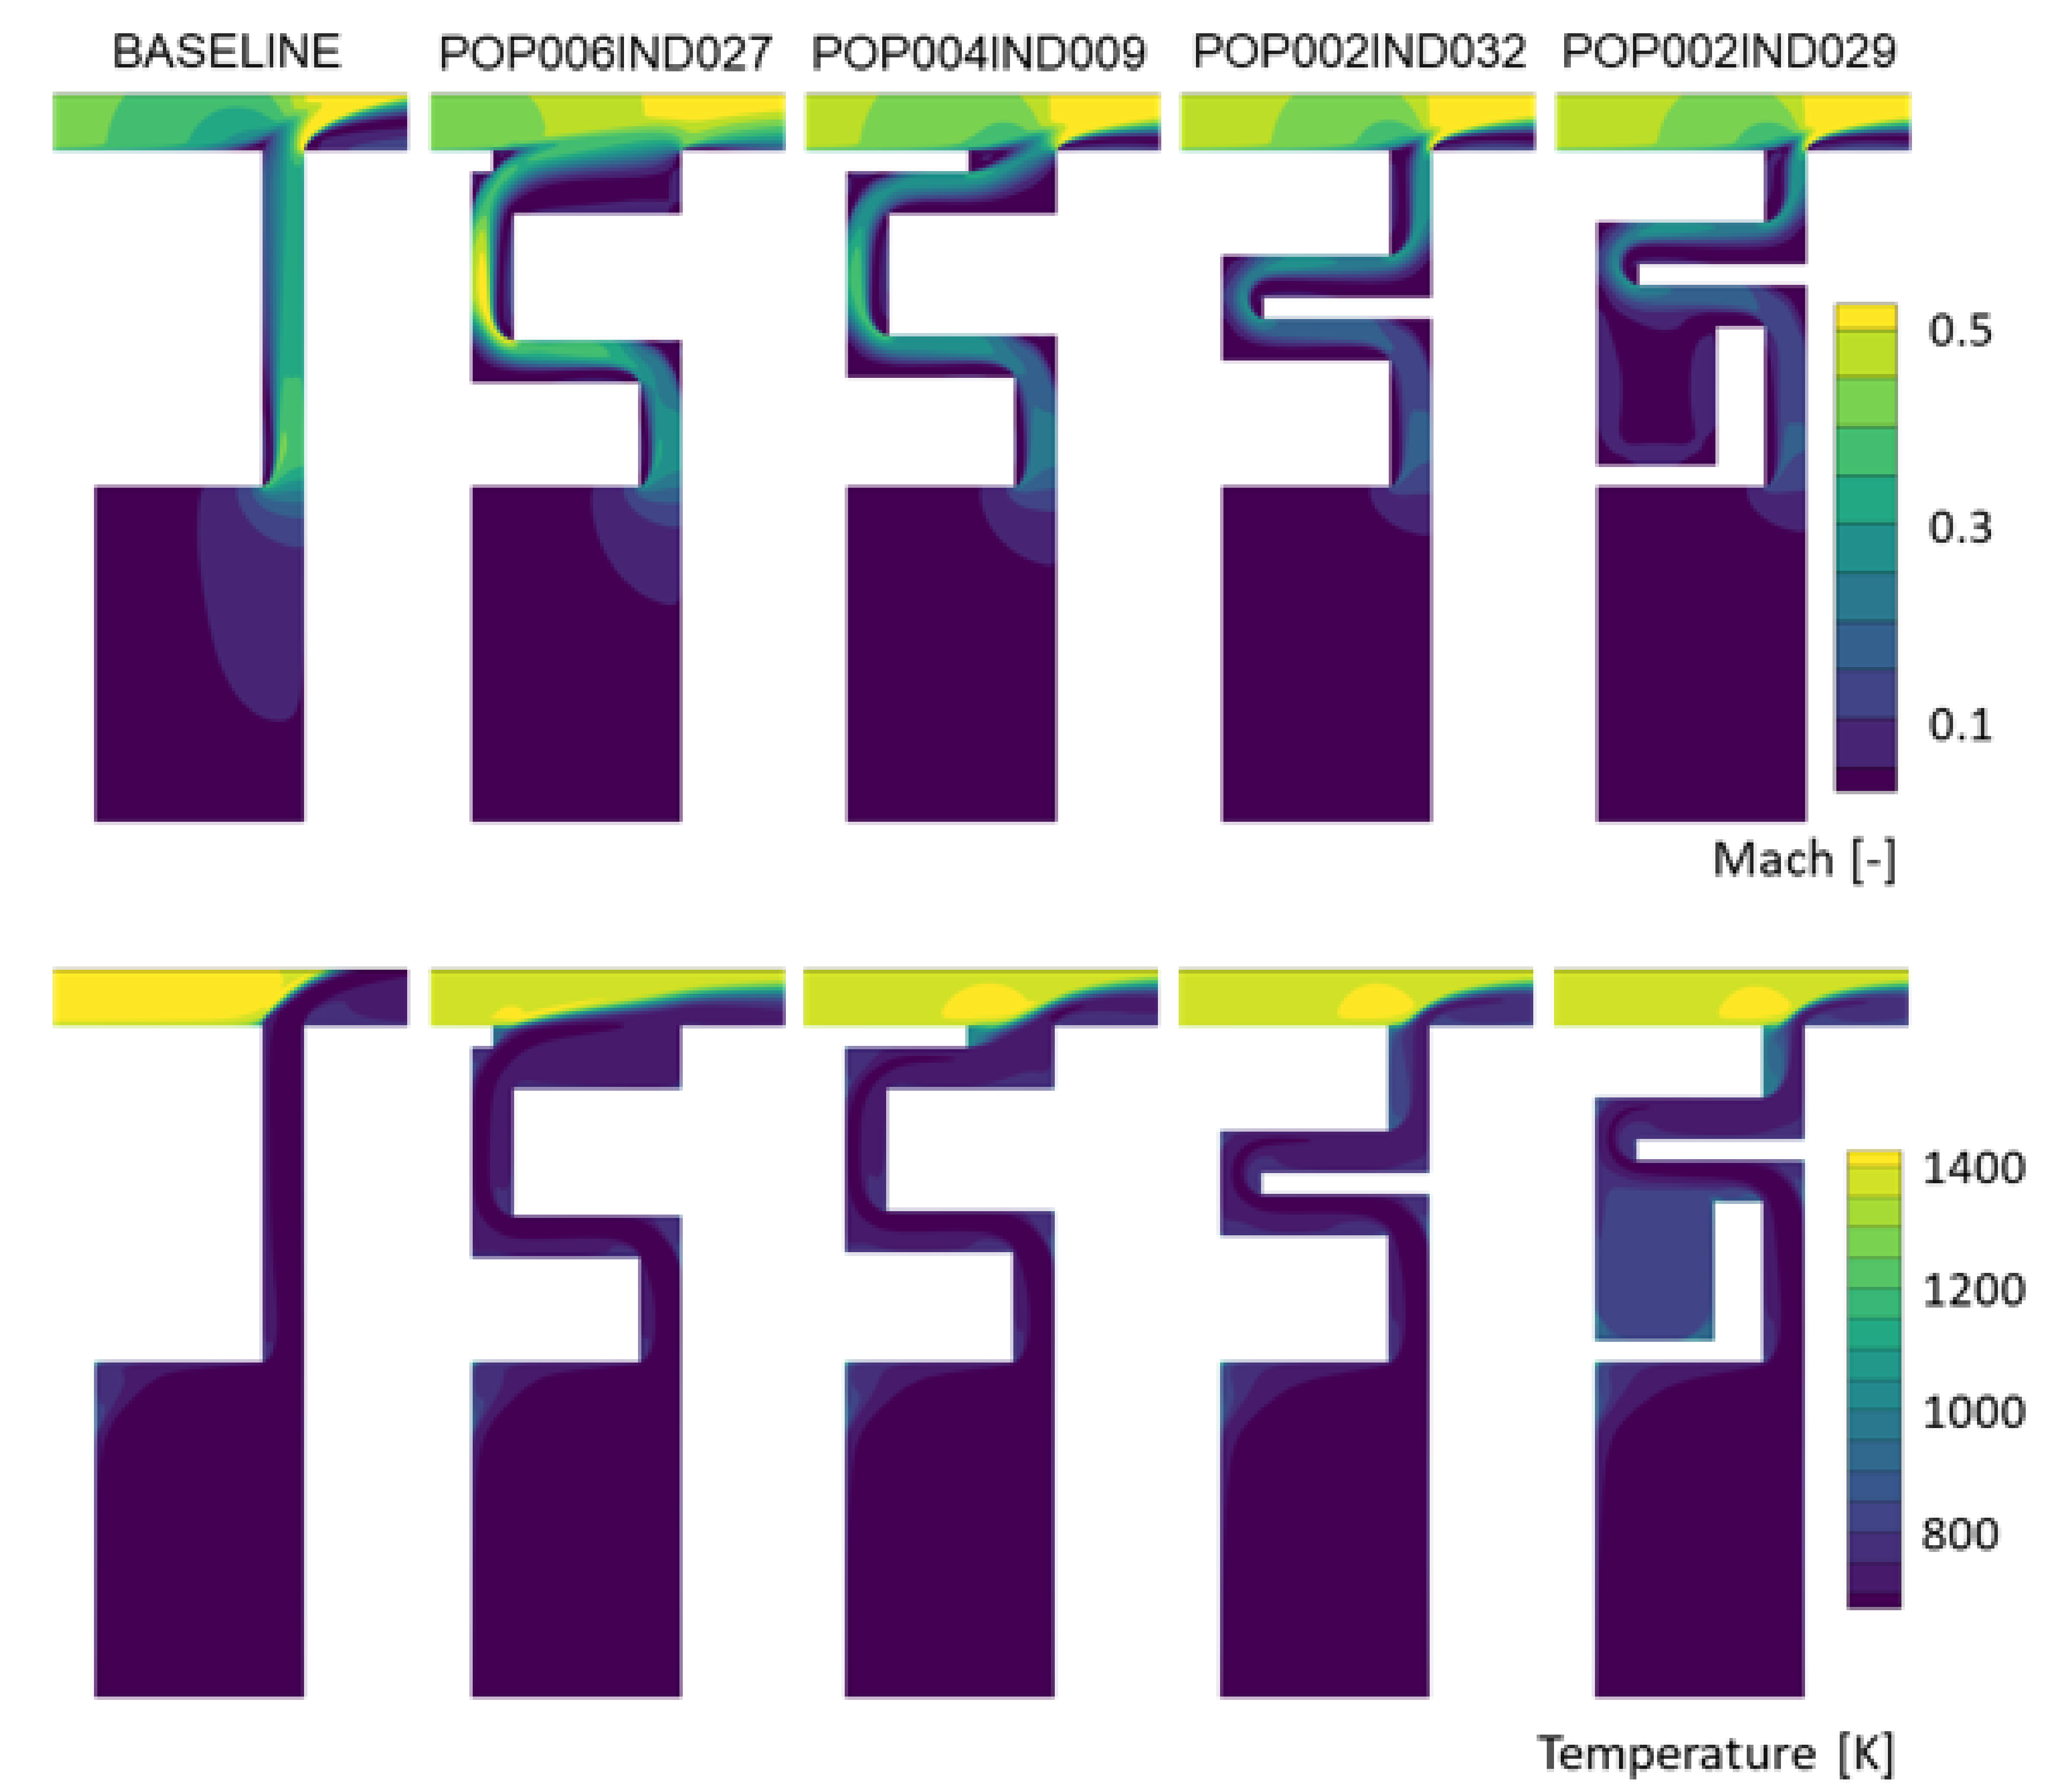 BASELINE POP006IND027 POP004IND009 POP002IND032 POP002IND029
0.5
0.3
0.1
Mach [-]
1400
1200
1000
800
Temperature [K]